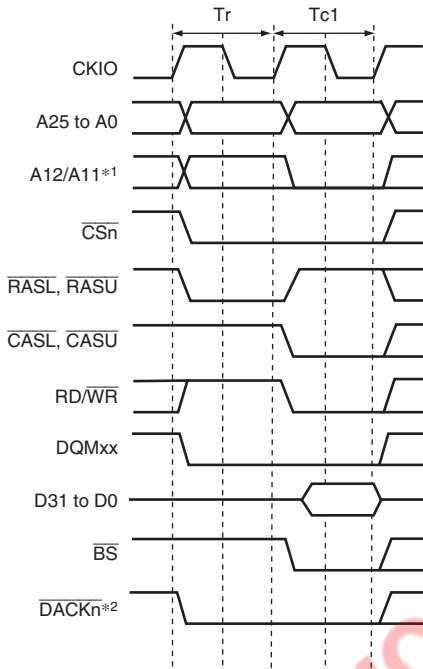 Tr Tc1
CKIO
A25 to A0
A12/A11*1
CSn
RASL, RASU
CASL, CASU
RD/WR
DQMxx
D31 to D0
BS
DACKn*2